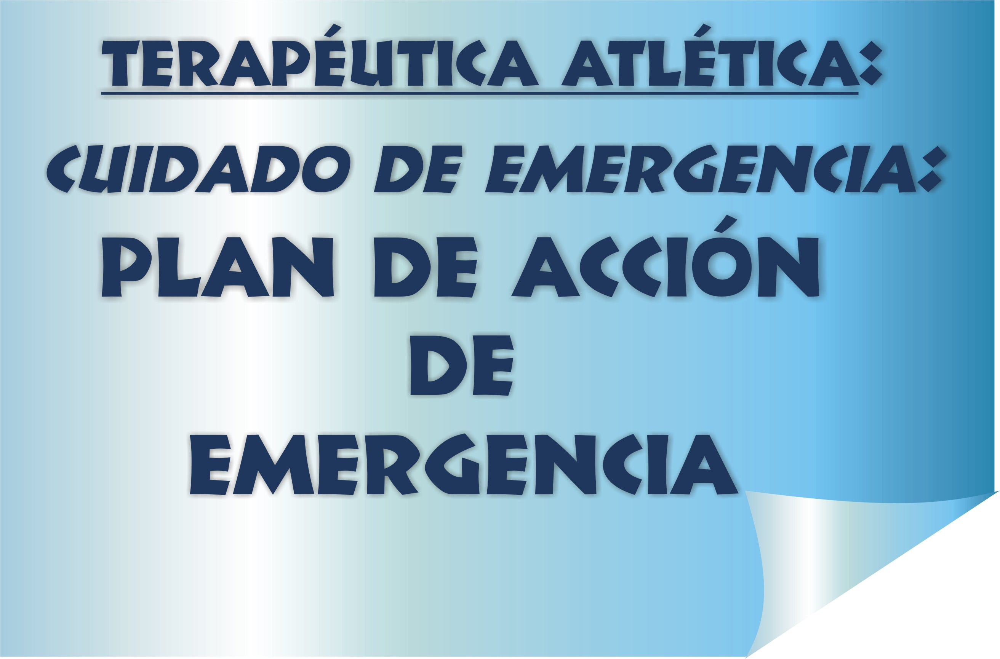 TERAPÉUTICA ATLÉTICA:
CUIDADO DE EMERGENCIA:
PLAN DE ACCIÓN
DE
EMERGENCIA